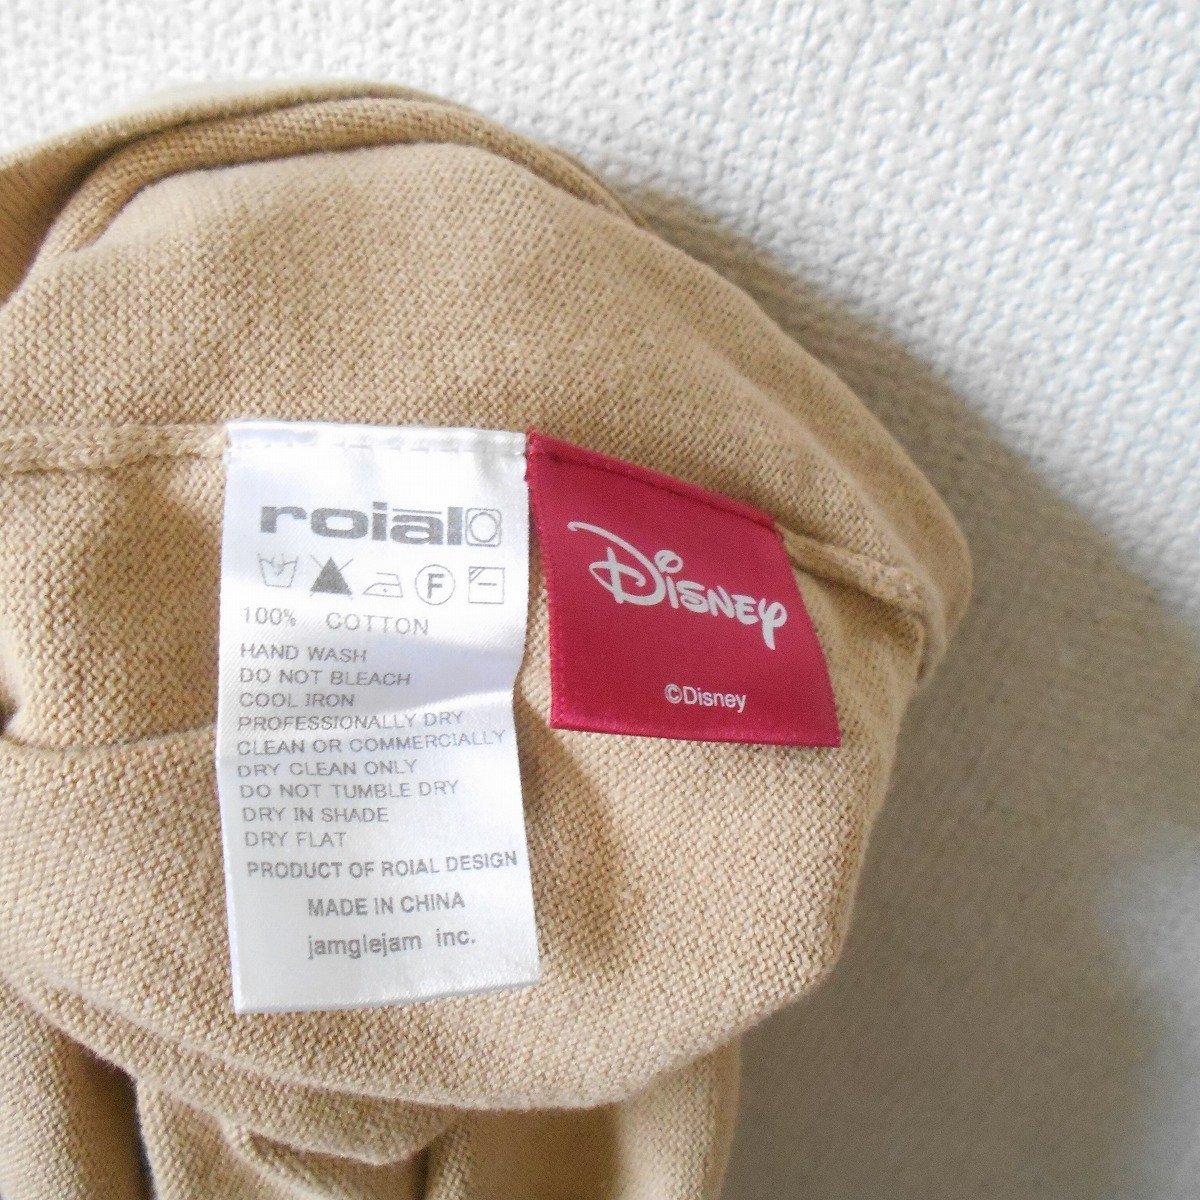 roiāl
F
100% COTTON
HAND WASH
DO NOT BLEACH
COOL IRON
PROFESSIONALLY DRY
CLEAN OR COMMERCIALLY
DRY CLEAN ONLY
DO NOT TUMBLE DRY
DRY IN SHADE
DRY FLAT
PRODUCT OF ROIAL DESIGN
MADE IN CHINA
jamglejam inc.
Disney
©Disney